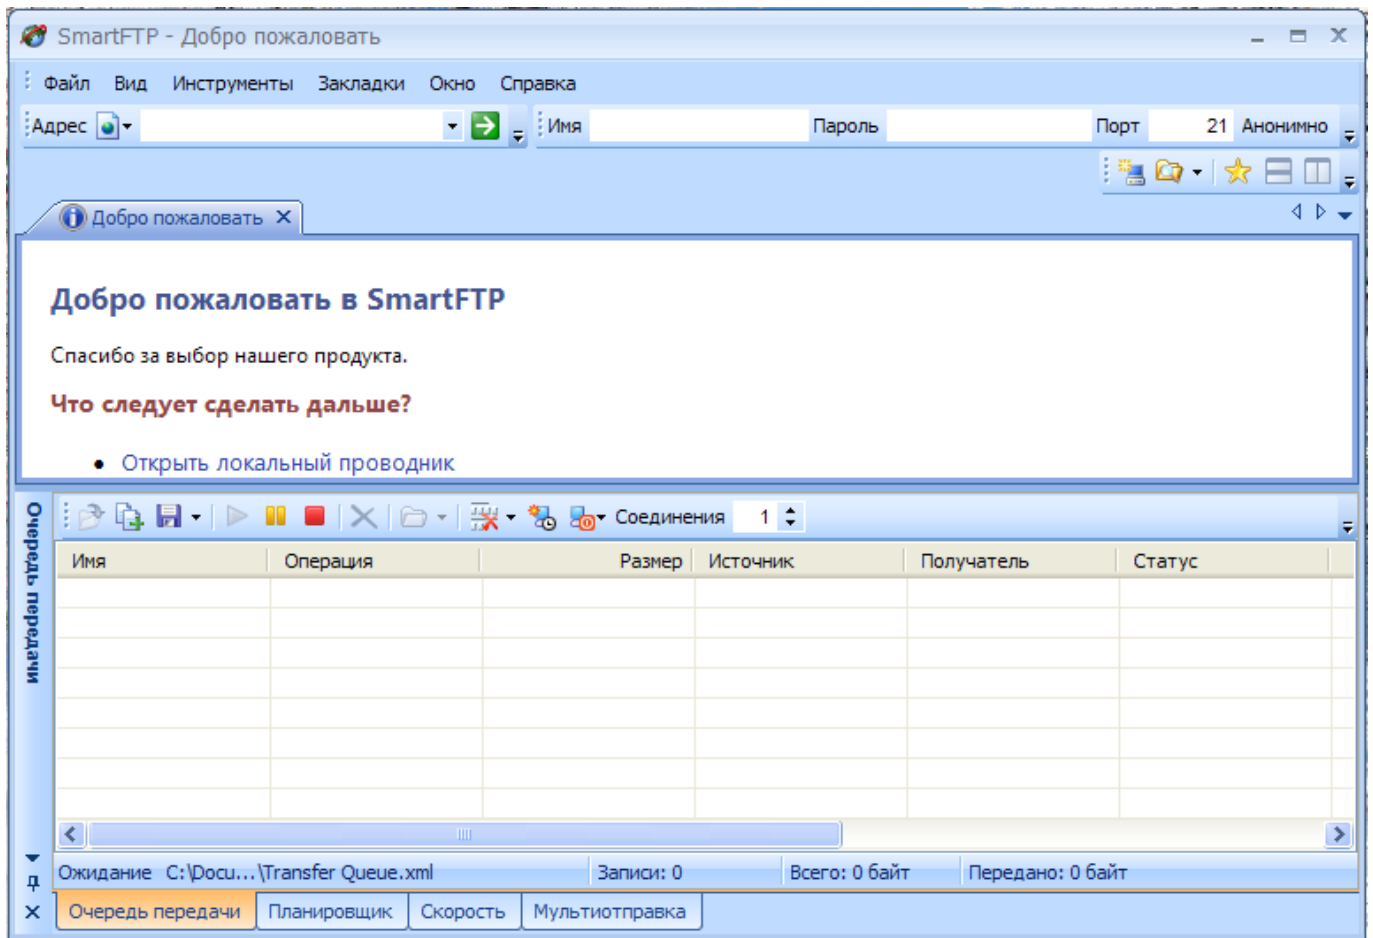 SmartFTP - Добро пожаловать
Файл Вид Инструменты Закладки Окно Справка
Адрес Имя Пароль Порт 21 Анонимно
Добро пожаловать
Добро пожаловать в SmartFTP
Спасибо за выбор нашего продукта.
Что следует сделать дальше?
• Открыть локальный проводник
Очередь передачи
Соединения 1
Имя Операция Размер Источник Получатель Статус
Ожидание C:\Docu...\Transfer Queue.xml Записи: 0 Всего: 0 байт Передано: 0 байт
Очередь передачи Планировщик Скорость Мультиотправка